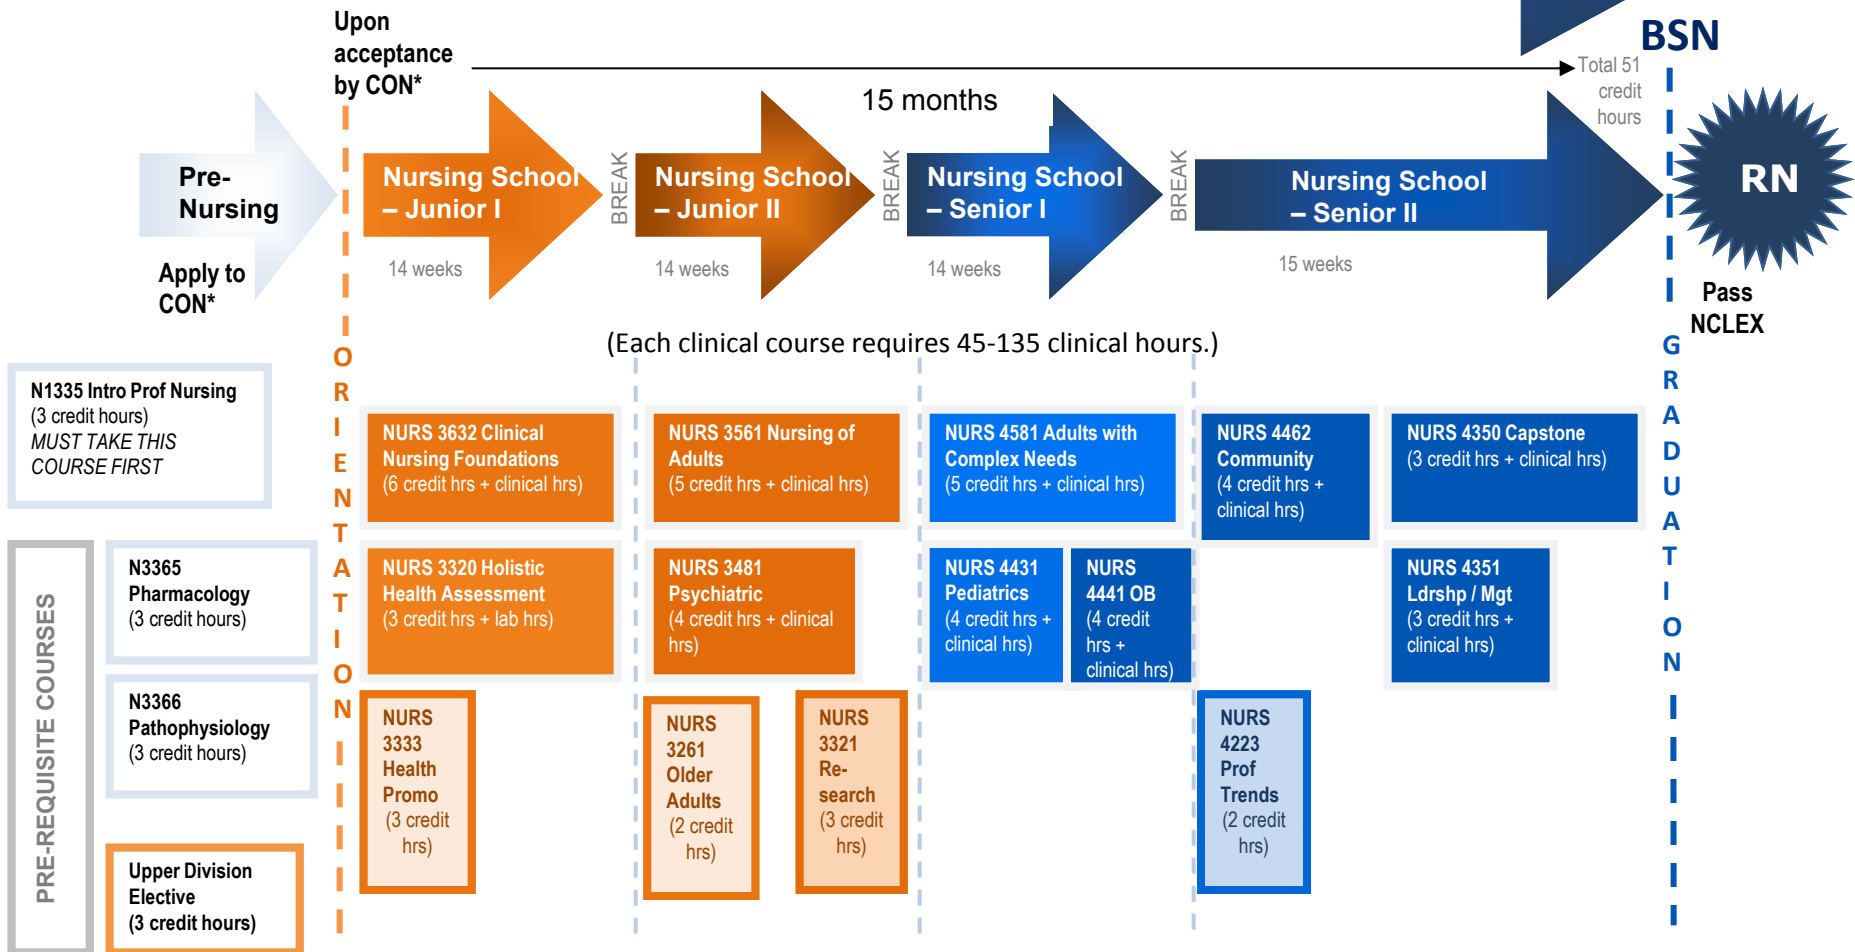 Upon
acceptance
by CON*
BSN
Total 51
credit
hours
15 months
Pre-
Nursing
Nursing School
– Junior I
BREAK
Nursing School
– Junior II
BREAK
Nursing School
– Senior I
BREAK
Nursing School
– Senior II
RN
Apply to
CON*
14 weeks
14 weeks
14 weeks
15 weeks
Pass
NCLEX
(Each clinical course requires 45-135 clinical hours.)
ORIENTATION
GRADUATION
N1335 Intro Prof Nursing
(3 credit hours)
MUST TAKE THIS
COURSE FIRST
PRE-REQUISITE COURSES
N3365
Pharmacology
(3 credit hours)
N3366
Pathophysiology
(3 credit hours)
Upper Division
Elective
(3 credit hours)
NURS 3632 Clinical
Nursing Foundations
(6 credit hrs + clinical hrs)
NURS 3320 Holistic
Health Assessment
(3 credit hrs + lab hrs)
NURS
3333
Health
Promo
(3 credit
hrs)
NURS 3561 Nursing of
Adults
(5 credit hrs + clinical hrs)
NURS 3481
Psychiatric
(4 credit hrs + clinical
hrs)
NURS
3261
Older
Adults
(2 credit
hrs)
NURS
3321
Re-
search
(3 credit
hrs)
NURS 4581 Adults with
Complex Needs
(5 credit hrs + clinical hrs)
NURS 4431
Pediatrics
(4 credit hrs +
clinical hrs)
NURS
4441 OB
(4 credit
hrs +
clinical hrs)
NURS 4462
Community
(4 credit hrs +
clinical hrs)
NURS 4350 Capstone
(3 credit hrs + clinical hrs)
NURS 4351
Ldrshp / Mgt
(3 credit hrs +
clinical hrs)
NURS
4223
Prof
Trends
(2 credit
hrs)